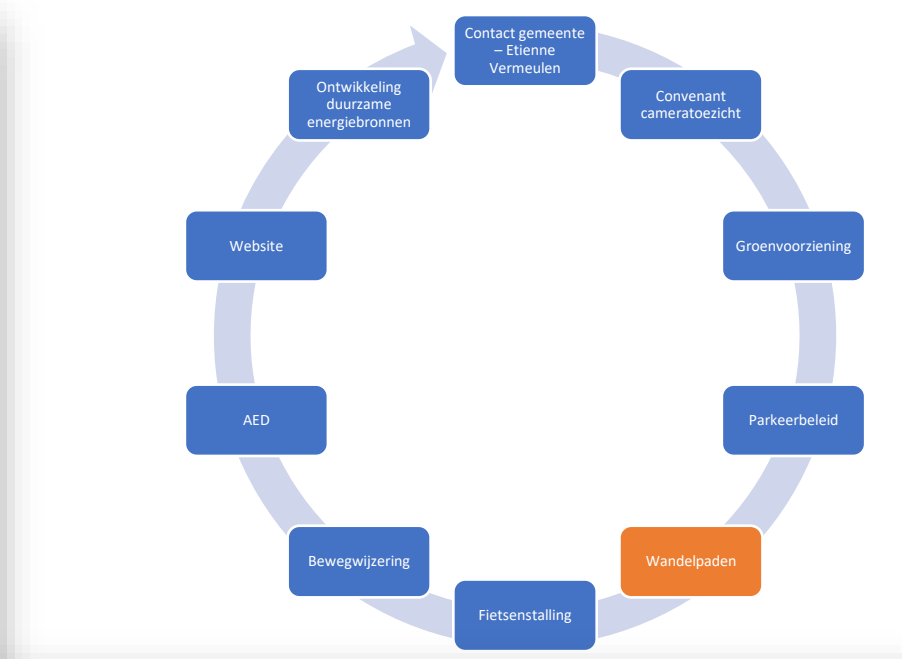 Contact gemeente
– Etienne
Vermeulen
Convenant
cameratoezicht
Groenvoorziening
Parkeerbeleid
Wandelpaden
Fietsenstalling
Bewegwijzering
AED
Website
Ontwikkeling
duurzame
energiebronnen